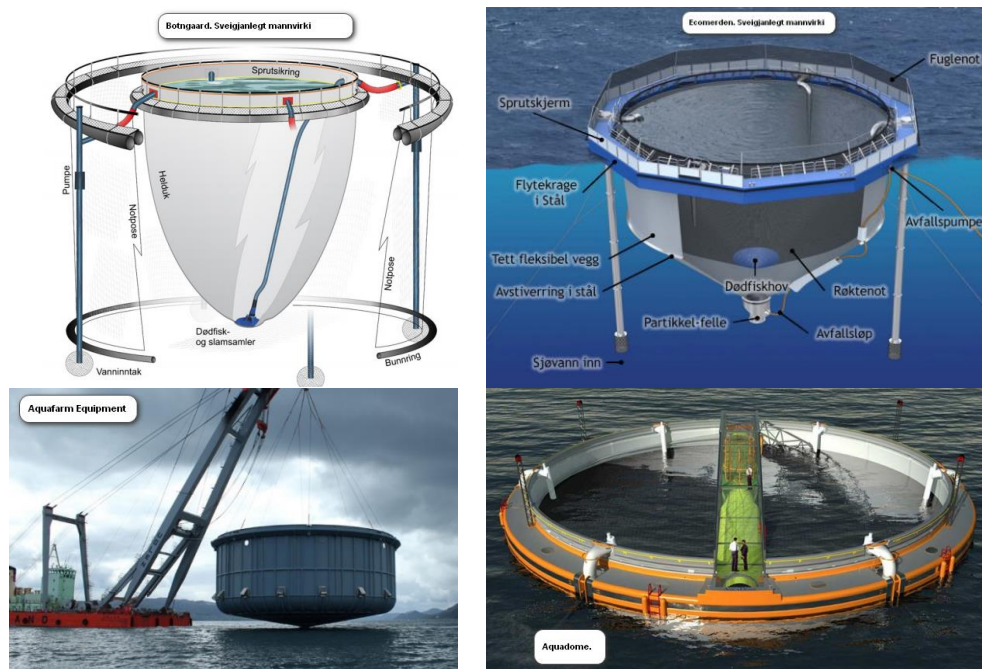 Botngaard. Sveigjanlegt mannvirki
Sprutsikring
Pumpe
Helduk
Notpose
Notpose
Dødfisk-
og slamsamler
Vanninntak
Bunnring
Ecomerden. Sveigjanlegt mannvirki
Fuglenot
Sprutskjerm
Flytekrage
i Stål
Avfallspumpe
Tett fleksibel vegg
Dødfiskhov
Avstiverring i stål
Røktenot
Partikkel-felle
Avfallsløp
Sjøvann inn
Aquafarm Equipment
Aquadome.